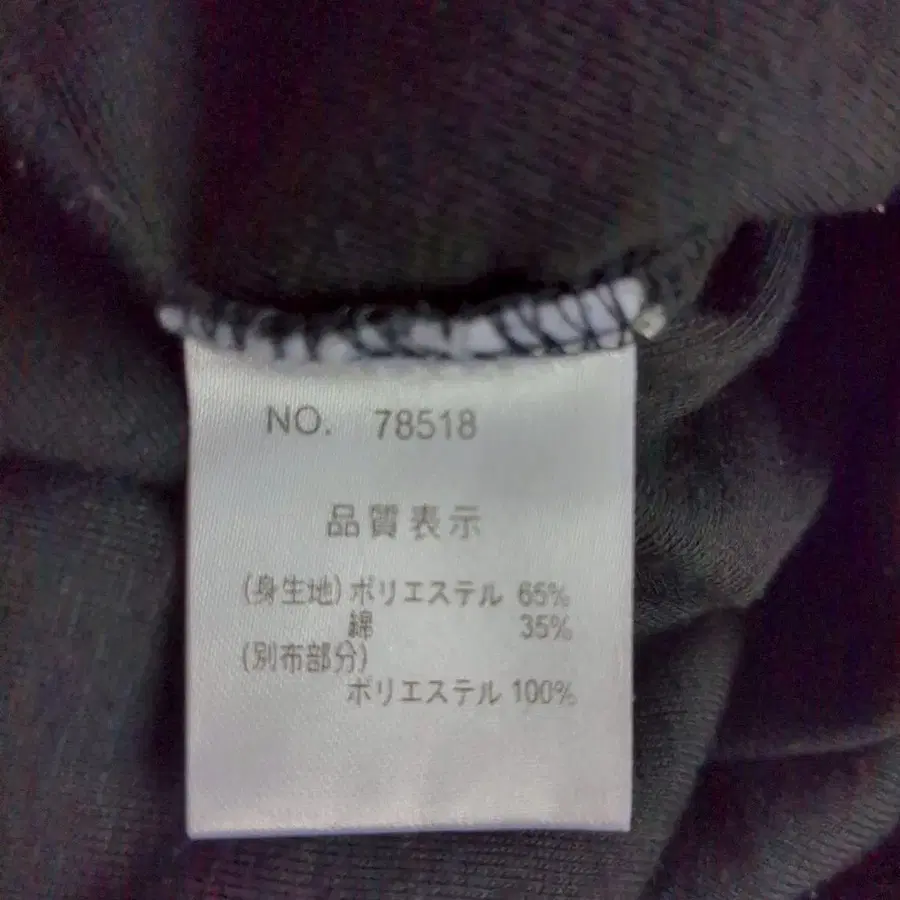 NO. 78518
品質表示
(身生地)ポリエステル 65%
綿 35%
(別布部分)
ポリエステル 100%